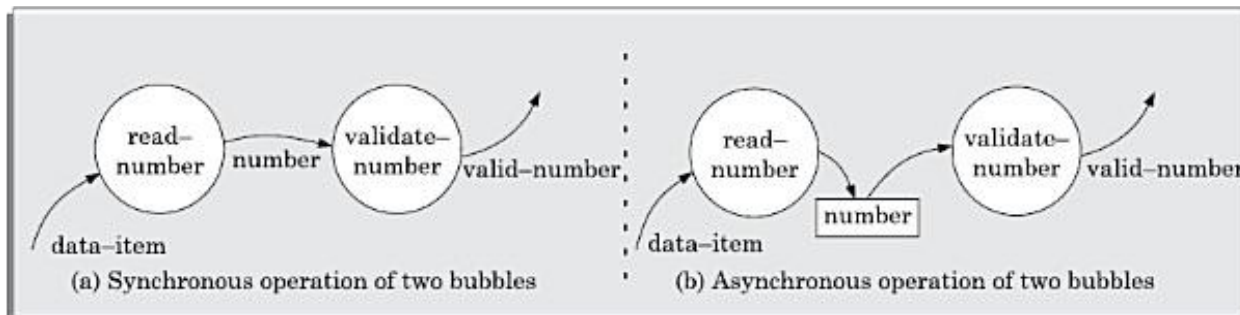 read–
number
number
validate–
number
valid–number
data–item
(a) Synchronous operation of two bubbles
read–
number
number
validate–
number
valid–number
data–item
(b) Asynchronous operation of two bubbles